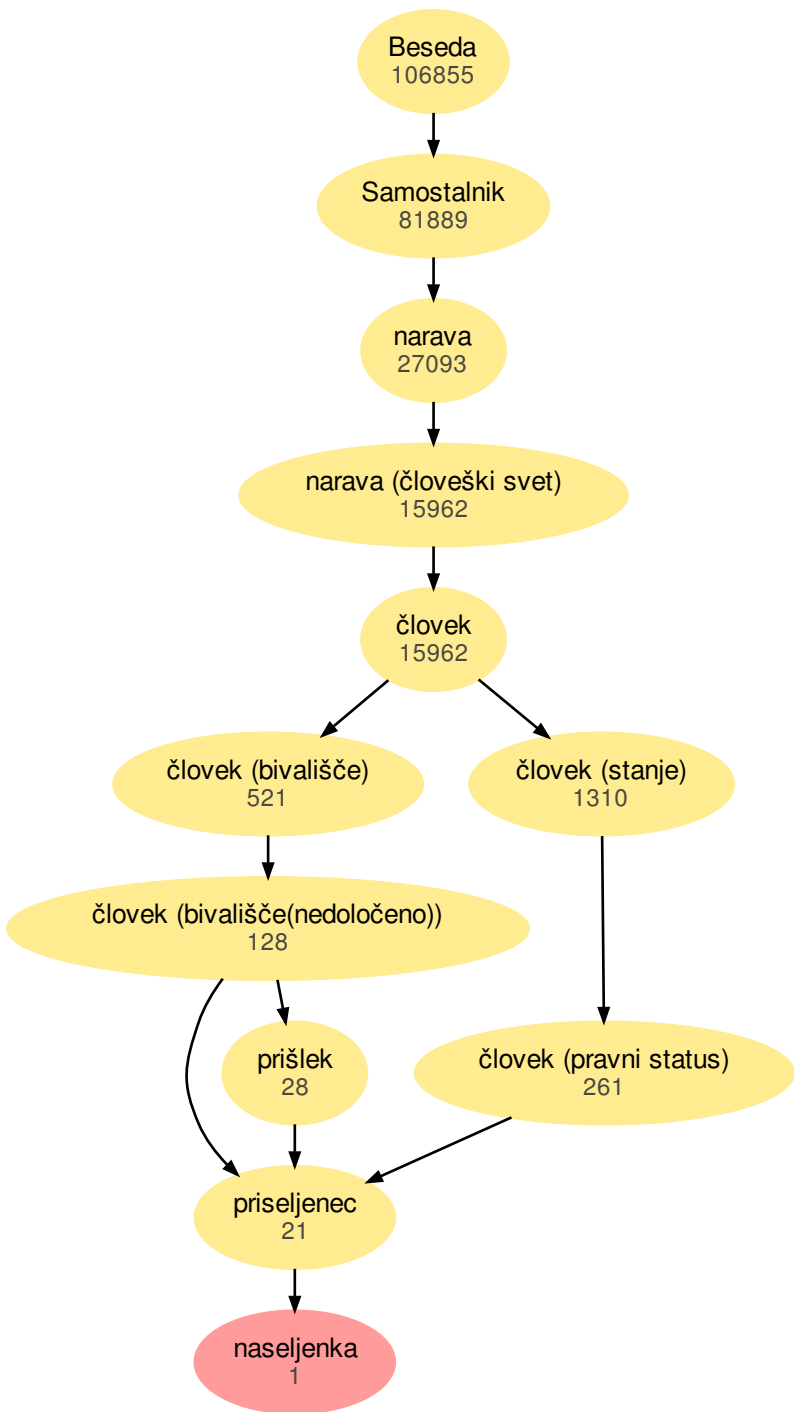 Beseda
106855
Samostalnik
81889
narava
27093
narava (človeški svet)
15962
človek
15962
človek (bivališče)
521
človek (stanje)
1310
človek (bivališče(nedoločeno))
128
prišlek
28
človek (pravni status)
261
priseljenec
21
naseljenka
1